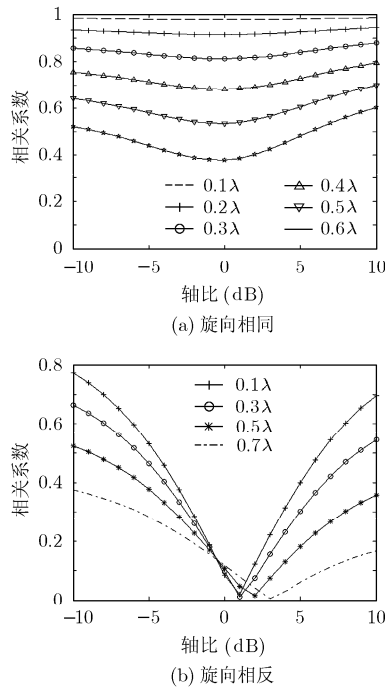 1
0.8
0.6
0.4
0.2
0
相关系数
0.1λ
0.2λ
0.3λ
0.4λ
0.5λ
0.6λ
−10 −5 0 5 10
轴比 (dB)
(a) 旋向相同
0.8
0.6
0.4
0.2
0
相关系数
0.1λ
0.3λ
0.5λ
0.7λ
−10 −5 0 5 10
轴比 (dB)
(b) 旋向相反